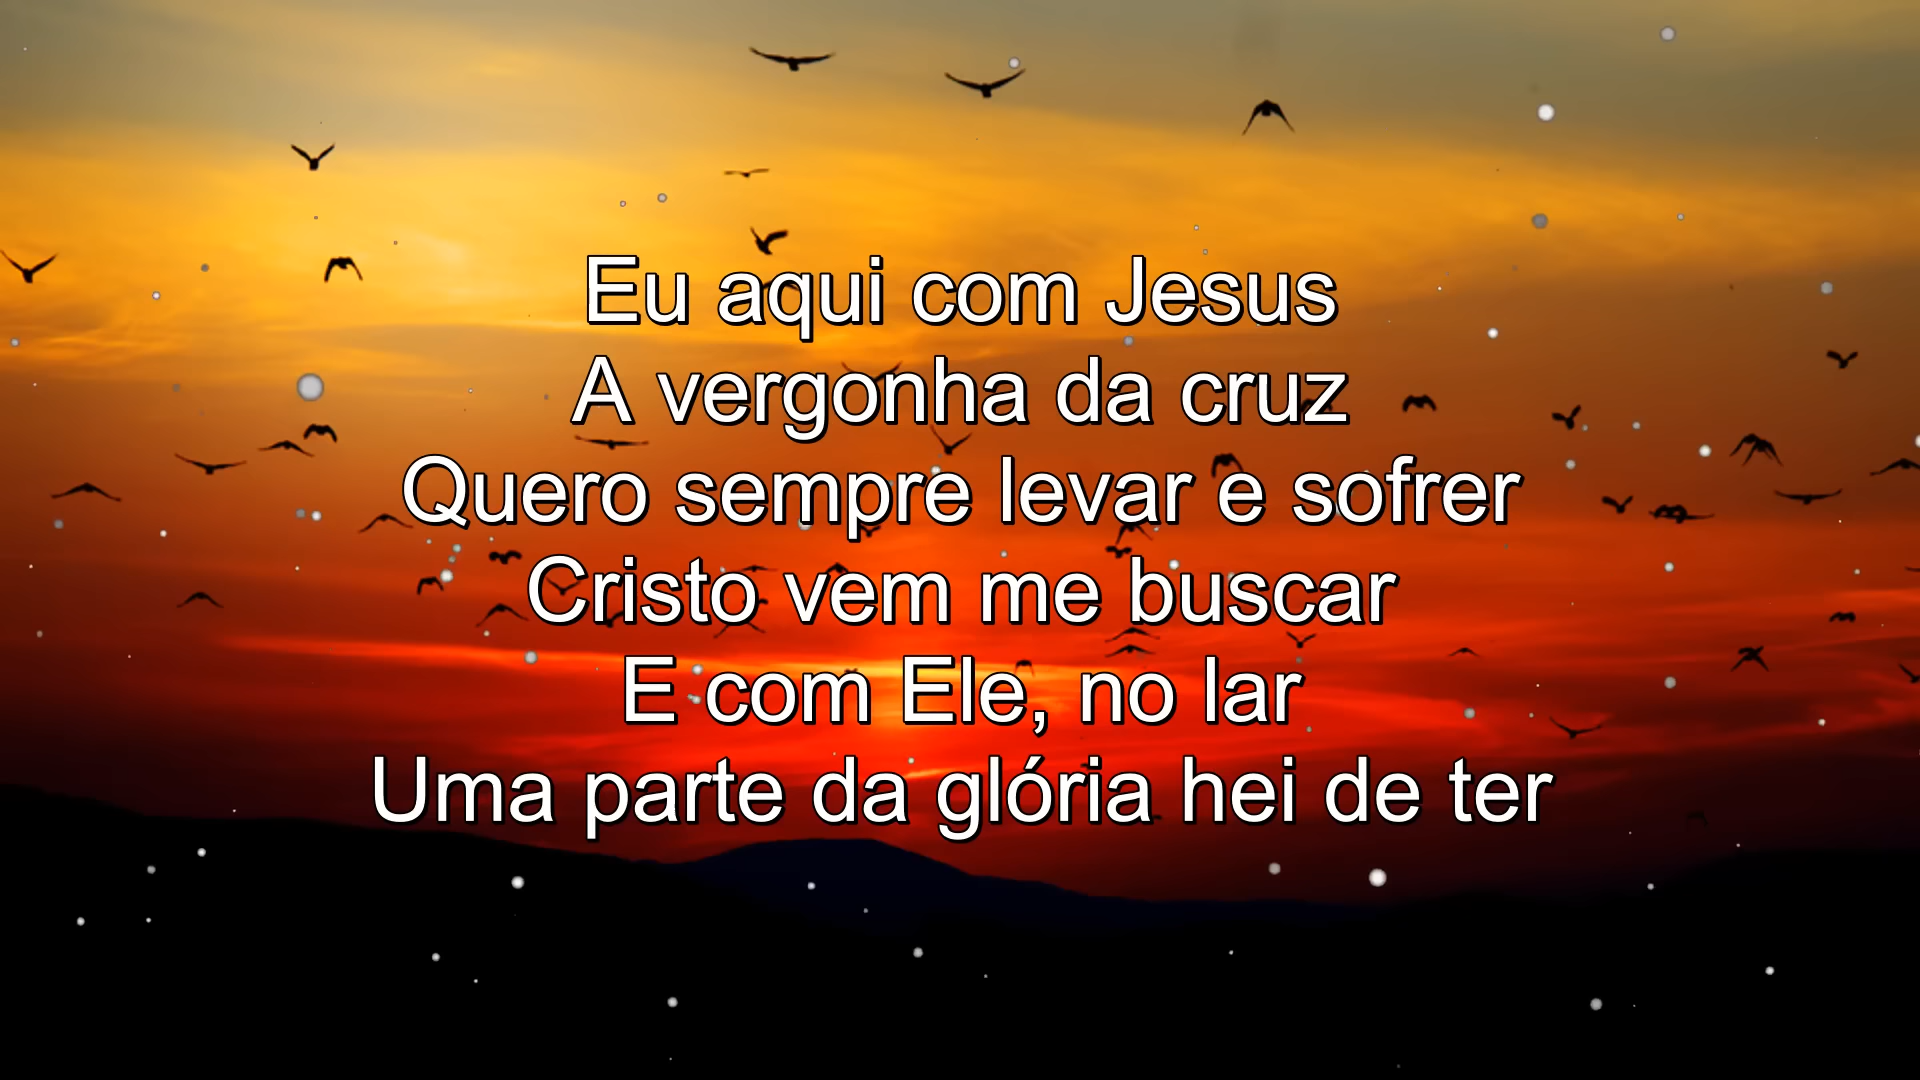 Eu aqui com Jesus
A vergonha da cruz
Quero sempre levar e sofrer
Cristo vem me buscar
E com Ele, no lar
Uma parte da glória hei de ter